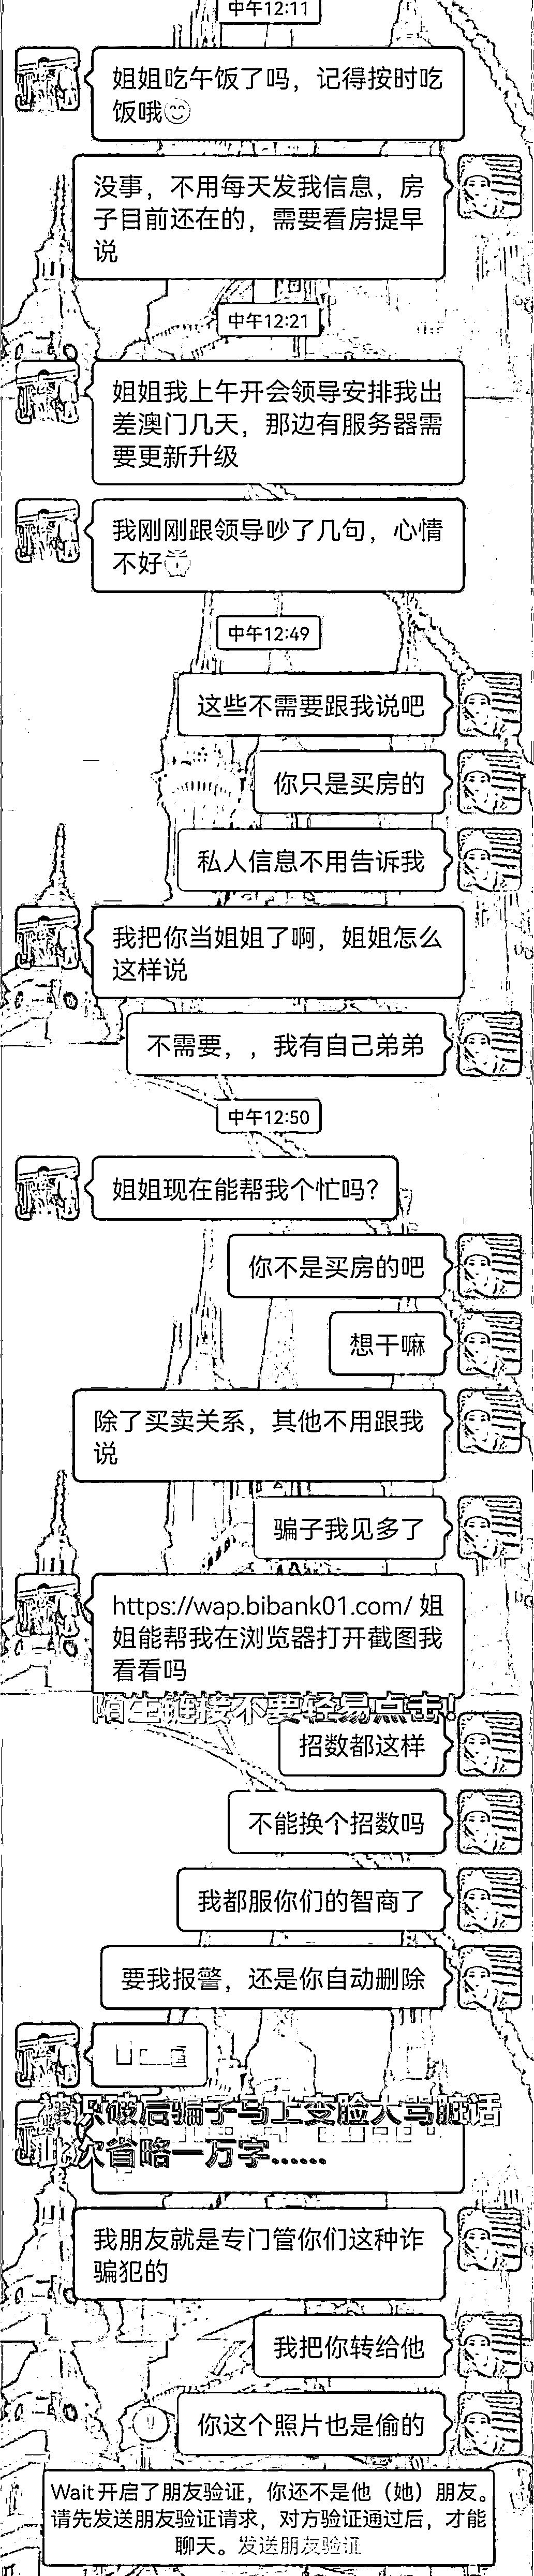 中午12:11
姐姐吃午饭了吗，记得按时吃
饭哦
没事，不用每天发我信息，房
子目前还在的，需要看房提早
说
中午12:21
姐姐我上午开会领导安排我出
差澳门几天，那边有服务器需
要更新升级
我刚刚跟领导吵了几句，心情
不好
中午12:49
这些不需要跟我说吧
你只是买房的
私人信息不用告诉我
我把你当姐姐了啊，姐姐怎么
这样说
不需要，，我有自己弟弟
中午12:50
姐姐现在能帮我个忙吗？
你不是买房的吧
想干嘛
除了买卖关系，其他不用跟我
说
骗子我见多了
https://wap.bibank01.com/ 姐
姐能帮我在浏览器打开截图我
看看吗
陌生链接不要轻易点击！
招数都这样
不能换个招数吗
我都服你们的智商了
要我报警，还是你自动删除
被识破后骗子马上变脸大骂脏话
此次省略一万字......
我朋友就是专门管你们这种诈
骗犯的
我把你转给他
你这个照片也是偷的
Wait开启了朋友验证，你还不是他（她）朋友。
请先发送朋友验证请求，对方验证通过后，才能
聊天。发送朋友验证